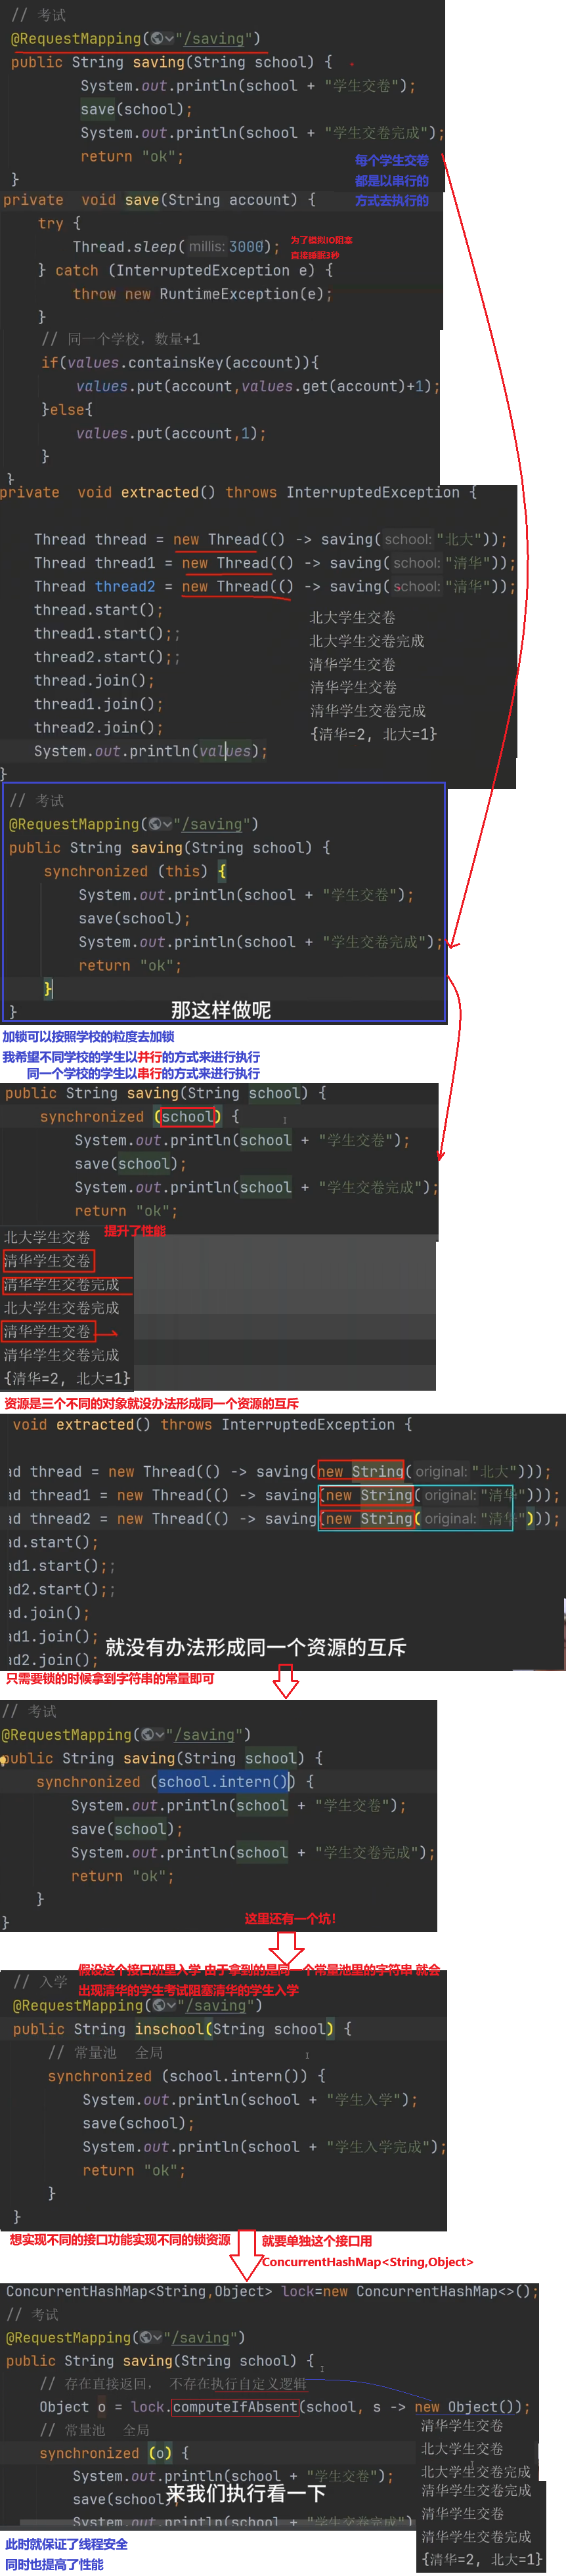 // 考试
@RequestMapping("/saving")
public String saving(String school) {
System.out.println(school + "学生交卷");
save(school);
System.out.println(school + "学生交卷完成");
return "ok";
}
每个学生交卷
都是以串行的
方式去执行的
private void save(String account) {
try {
Thread.sleep( millis: 3000);
为了模拟IO阻塞
直接睡眠3秒
} catch (InterruptedException e) {
throw new RuntimeException(e);
}
// 同一个学校，数量+1
if(values.containsKey(account)){
values.put(account,values.get(account)+1);
}else{
values.put(account,1);
}
}
private void extracted() throws InterruptedException {
Thread thread = new Thread(() -> saving( school: "北大"));
Thread thread1 = new Thread(() -> saving( school: "清华"));
Thread thread2 = new Thread(() -> saving( school: "清华"));
thread.start();
thread1.start();;
thread2.start();;
thread.join();
thread1.join();
thread2.join();
System.out.println(values);
}
北大学生交卷
北大学生交卷完成
清华学生交卷
清华学生交卷
清华学生交卷完成
{清华=2, 北大=1}
// 考试
@RequestMapping("/saving")
public String saving(String school) {
synchronized (this) {
System.out.println(school + "学生交卷");
save(school);
System.out.println(school + "学生交卷完成");
return "ok";
}
}
那这样做呢
加锁可以按照学校的粒度去加锁
我希望不同学校的学生以并行的方式来进行执行
同一个学校的学生以串行的方式来进行执行
public String saving(String school) {
synchronized (school) {
System.out.println(school + "学生交卷");
save(school);
System.out.println(school + "学生交卷完成");
return "ok";
提升了性能
北大学生交卷
清华学生交卷
清华学生交卷完成
北大学生交卷完成
清华学生交卷
清华学生交卷完成
{清华=2, 北大=1}
资源是三个不同的对象就没办法形成同一个资源的互斥
void extracted() throws InterruptedException {
ad thread = new Thread(() -> saving(new String( original: "北大")));
ad thread1 = new Thread(() -> saving(new String( original: "清华")));
ad thread2 = new Thread(() -> saving(new String( original: "清华")));
ad.start();
ad1.start();;
ad2.start();;
ad.join();
ad1.join();
ad2.join();
就没有办法形成同一个资源的互斥
只需要锁的时候拿到字符串的常量即可
// 考试
@RequestMapping("/saving")
public String saving(String school) {
synchronized (school.intern()) {
System.out.println(school + "学生交卷");
save(school);
System.out.println(school + "学生交卷完成");
return "ok";
}
}
这里还有一个坑！
假设这个接口班里入学 由于拿到的是同一个常量池里的字符串 就会
出现清华的学生考试阻塞清华的学生入学
// 入学
@RequestMapping("/saving")
public String inschool(String school) {
// 常量池 全局
synchronized (school.intern()) {
System.out.println(school + "学生入学");
save(school);
System.out.println(school + "学生入学完成");
return "ok";
}
}
想实现不同的接口功能实现不同的锁资源
就要单独这个接口用
ConcurrentHashMap<String,Object>
ConcurrentHashMap<String,Object> lock=new ConcurrentHashMap<>();
// 考试
@RequestMapping("/saving")
public String saving(String school) {
// 存在直接返回， 不存在执行自定义逻辑
Object o = lock.computeIfAbsent(school, s -> new Object());
// 常量池 全局
synchronized (o) {
System.out.println(school + "学生交卷");
save(school)
System.out.println(school + "学生交卷完成")
来我们执行看一下
清华学生交卷
北大学生交卷
北大学生交卷完成
清华学生交卷完成
清华学生交卷
清华学生交卷完成
{清华=2, 北大=1}
此时就保证了线程安全
同时也提高了性能